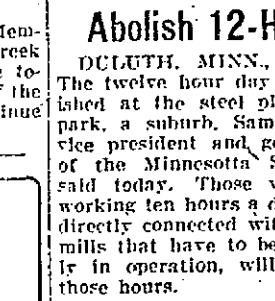 Mem-
reek
to-
the
inue
Abolish 12-H
DULUTH, MINN.,
The twelve hour day
ished at the steel pl
park, a suburb, Sam
vice president and ge
of the Minnesotta S
said today. Those w
working ten hours a d
directly connected wit
mills that have to be
ly in operation, will
those hours.